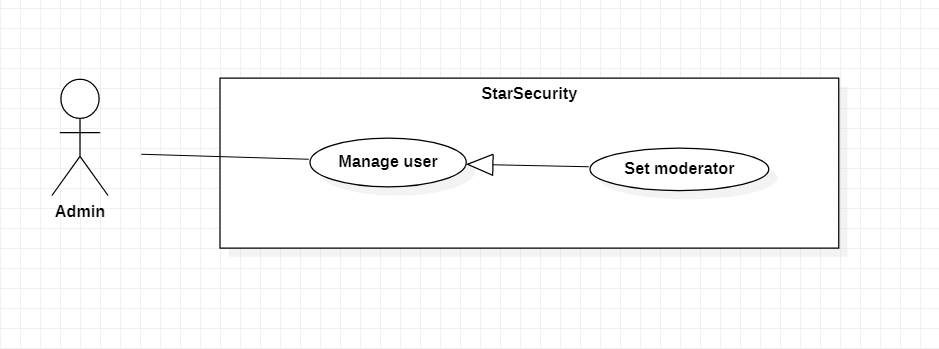 StarSecurity
Manage user
Set moderator
Admin